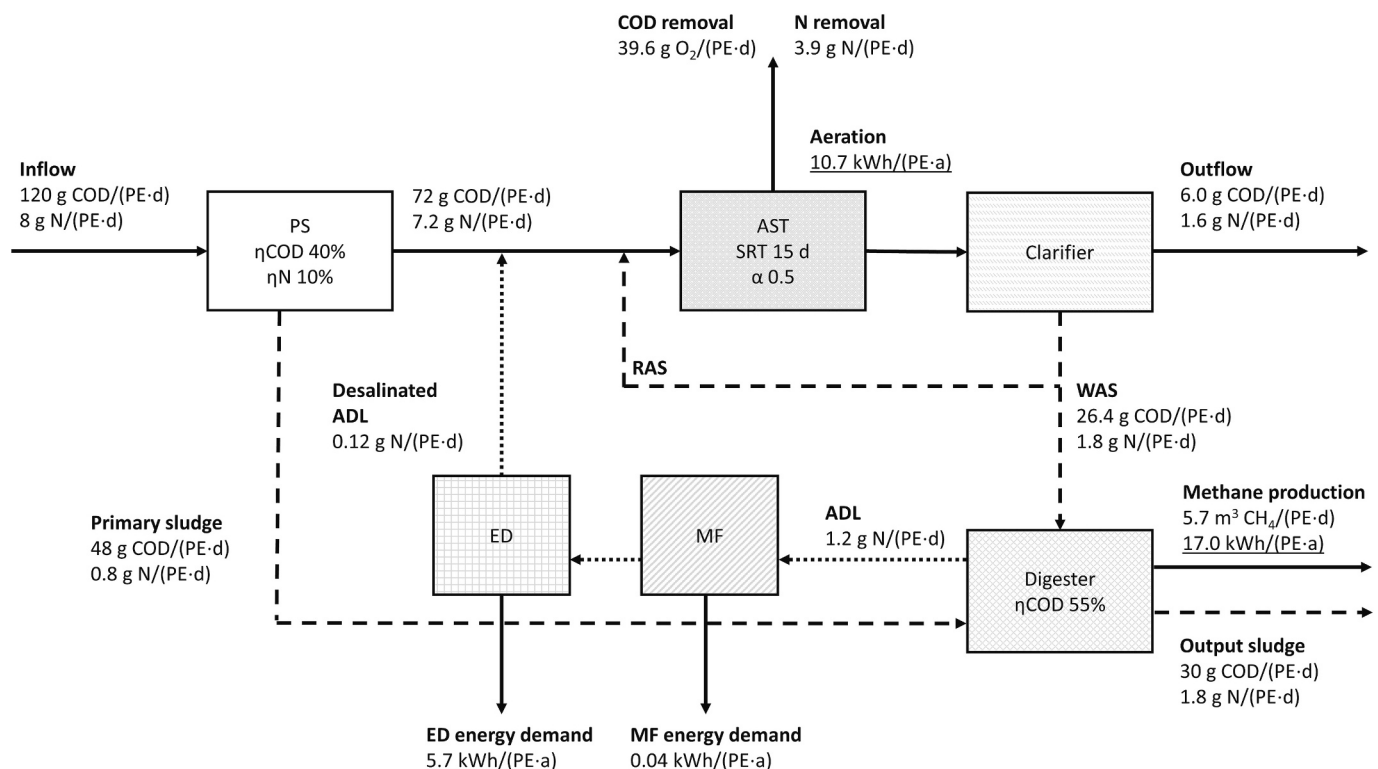 COD removal
39.6 g O₂/(PE·d)
N removal
3.9 g N/(PE·d)
Aeration
10.7 kWh/(PE·a)
Inflow
120 g COD/(PE·d)
8 g N/(PE·d)
PS
ηCOD 40%
ηN 10%
72 g COD/(PE·d)
7.2 g N/(PE·d)
AST
SRT 15 d
α 0.5
Clarifier
Outflow
6.0 g COD/(PE·d)
1.6 g N/(PE·d)
RAS
WAS
26.4 g COD/(PE·d)
1.8 g N/(PE·d)
Desalinated
ADL
0.12 g N/(PE·d)
Primary sludge
48 g COD/(PE·d)
0.8 g N/(PE·d)
ED
MF
ADL
1.2 g N/(PE·d)
Digester
ηCOD 55%
Methane production
5.7 m³ CH₄/(PE·d)
17.0 kWh/(PE·a)
Output sludge
30 g COD/(PE·d)
1.8 g N/(PE·d)
ED energy demand
5.7 kWh/(PE·a)
MF energy demand
0.04 kWh/(PE·a)